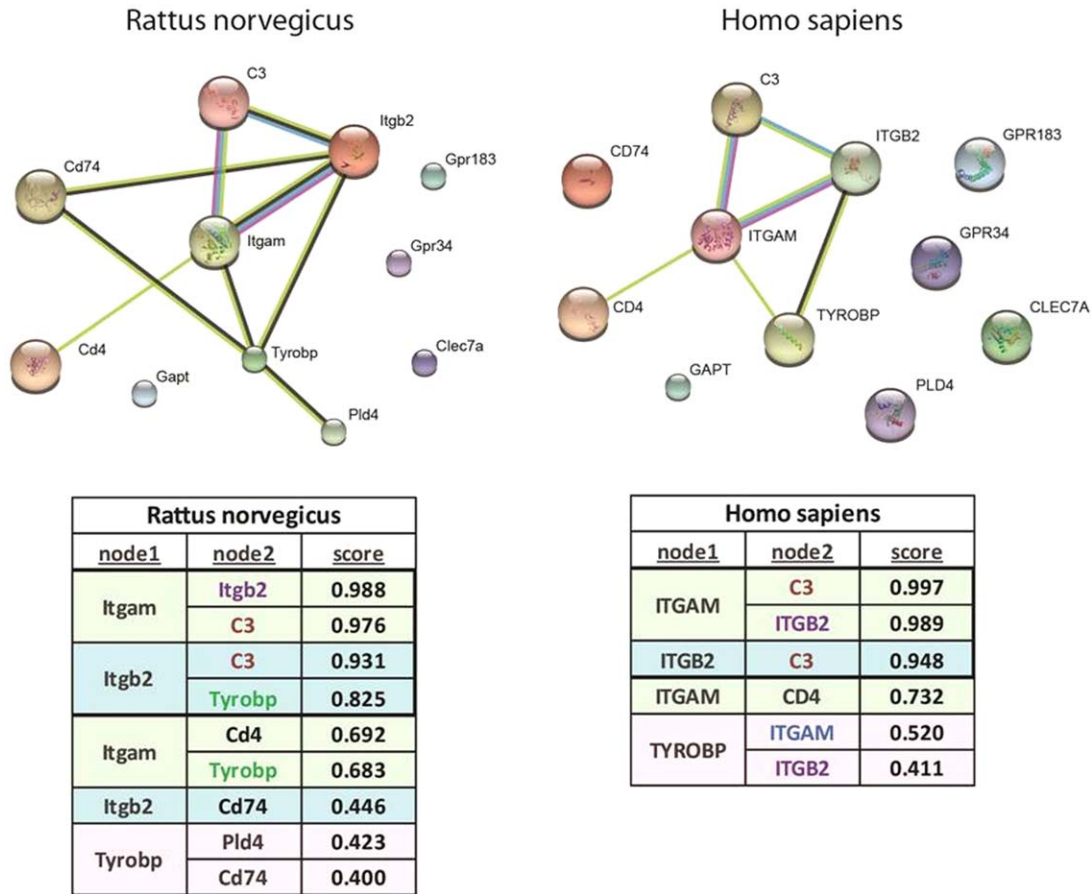 Rattus norvegicus
C3
Itgb2
Gpr183
Cd74
Itgam
Gpr34
Cd4
Tyrobp
Clec7a
Gapt
Pld4
Homo sapiens
C3
ITGB2
GPR183
CD74
ITGAM
GPR34
CD4
TYROBP
CLEC7A
GAPT
PLD4
Rattus norvegicus
node1 node2 score
Itgam Itgb2 0.988
C3 0.976
Itgb2 C3 0.931
Tyrobp 0.825
Itgam Cd4 0.692
Tyrobp 0.683
Itgb2 Cd74 0.446
Tyrobp Pld4 0.423
Cd74 0.400
Homo sapiens
node1 node2 score
ITGAM C3 0.997
ITGB2 0.989
ITGB2 C3 0.948
ITGAM CD4 0.732
TYROBP ITGAM 0.520
ITGB2 0.411